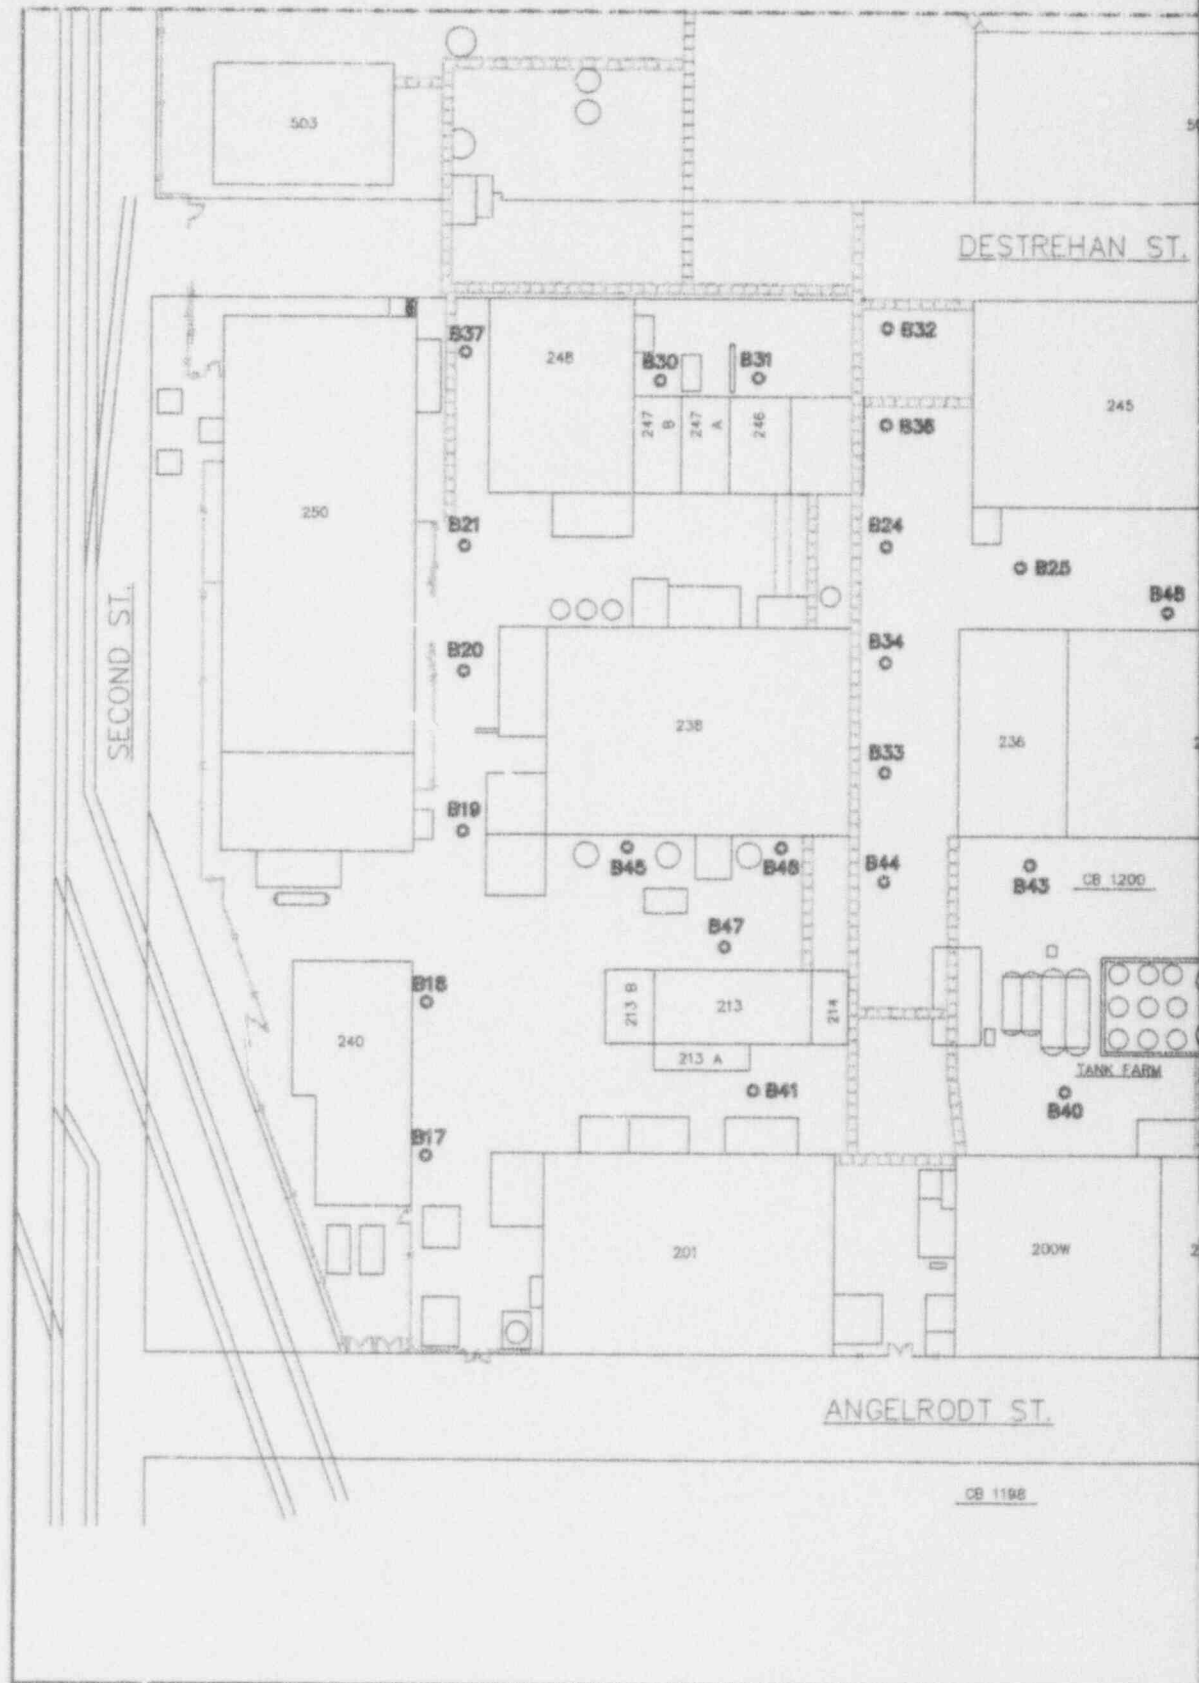 503
DESTREHAN ST.
B37
248
B30
B31
B32
247 B
247 A
246
245
B36
250
B21
B24
B25
SECOND ST.
B20
B34
238
236
B33
B19
B45
B46
B44
B43
CB 1200
B47
B18
213 B
213
214
240
213 A
TANK FARM
B41
B40
B17
201
200W
ANGELRODT ST.
CB 1198